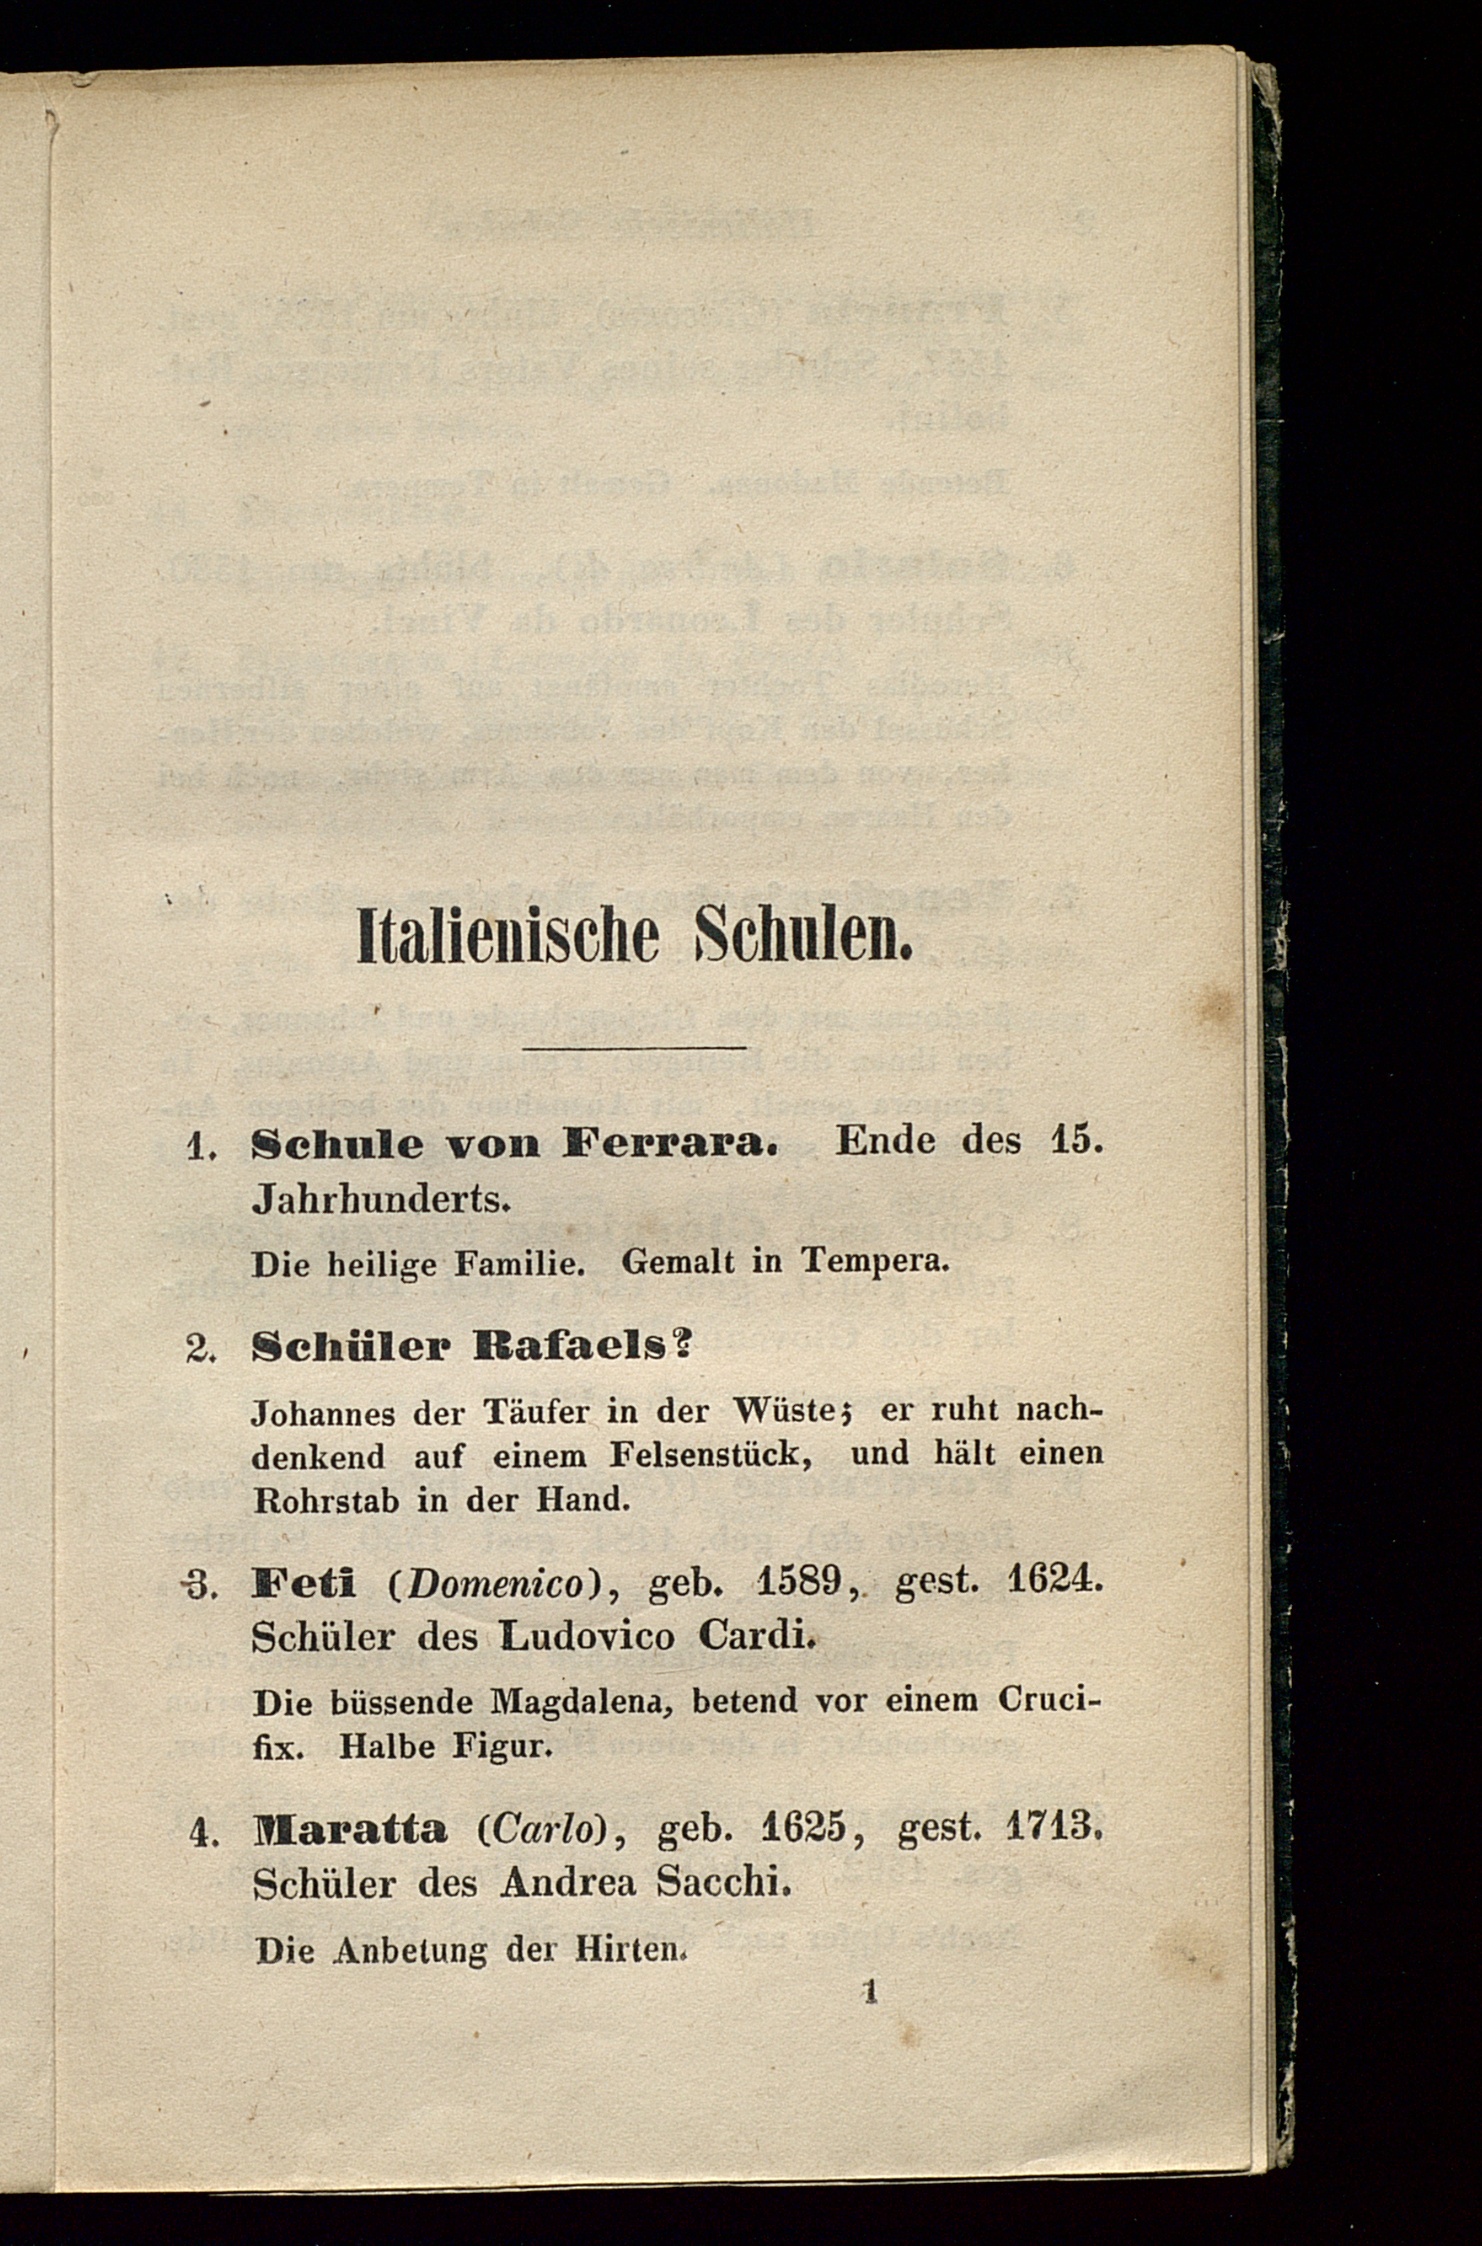 Italienische Schulen.
1. Schule von Ferrara. Ende des 15.
Jahrhunderts.
Die heilige Familie. Gemalt in Tempera.
2. Schüler Rafaels?
Johannes der Täufer in der Wüste; er ruht nach-
denkend auf einem Felsenstück, und hält einen
Rohrstab in der Hand.
3. Feti (Domenico), geb. 1589, gest. 1624.
Schüler des Ludovico Cardi.
Die büssende Magdalena, betend vor einem Cruci-
fix. Halbe Figur.
4. Maratta (Carlo), geb. 1625, gest. 1713.
Schüler des Andrea Sacchi.
Die Anbetung der Hirten.
1